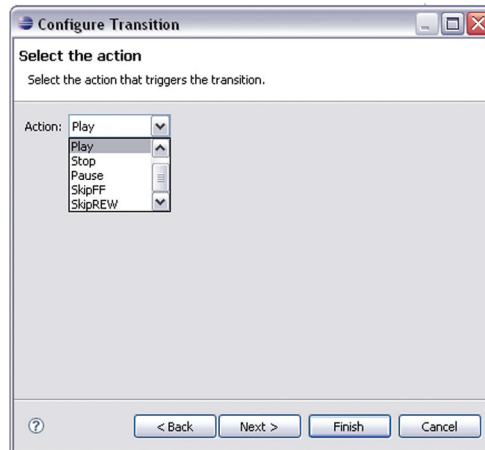 Configure Transition
Select the action
Select the action that triggers the transition.
Action: Play
Play
Stop
Pause
SkipFF
SkipREW
?
< Back Next > Finish Cancel